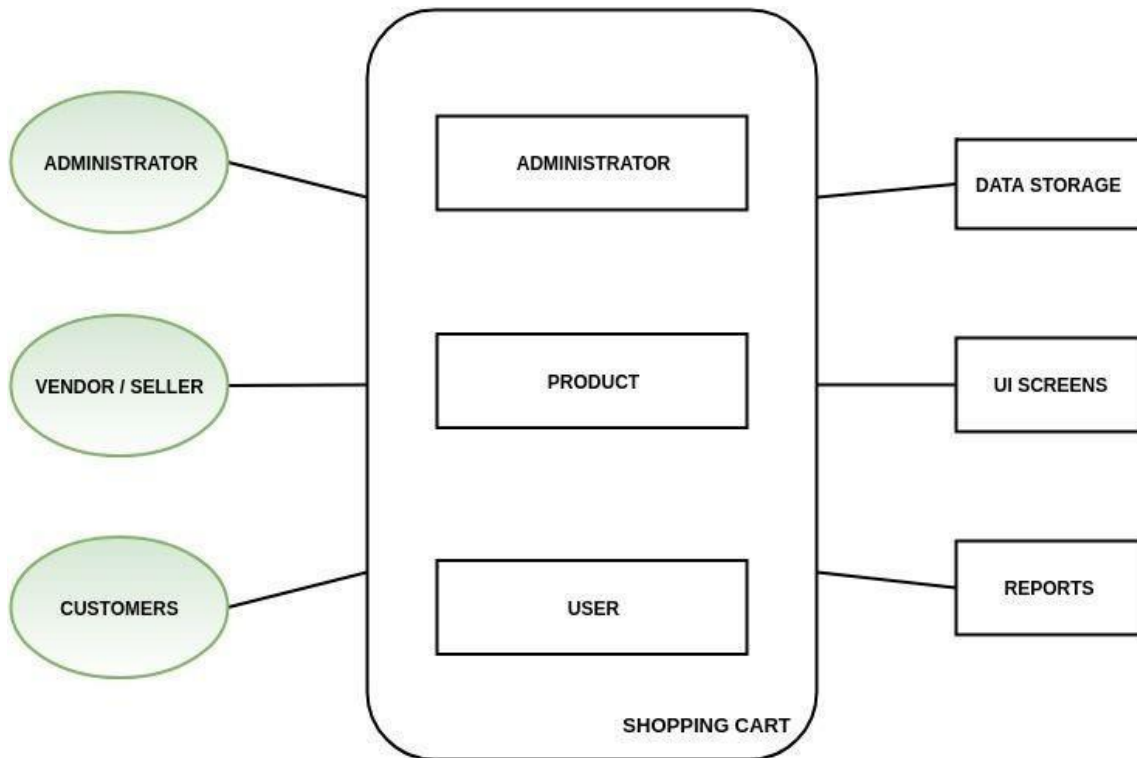 ADMINISTRATOR
VENDOR / SELLER
CUSTOMERS
ADMINISTRATOR
PRODUCT
USER
SHOPPING CART
DATA STORAGE
UI SCREENS
REPORTS